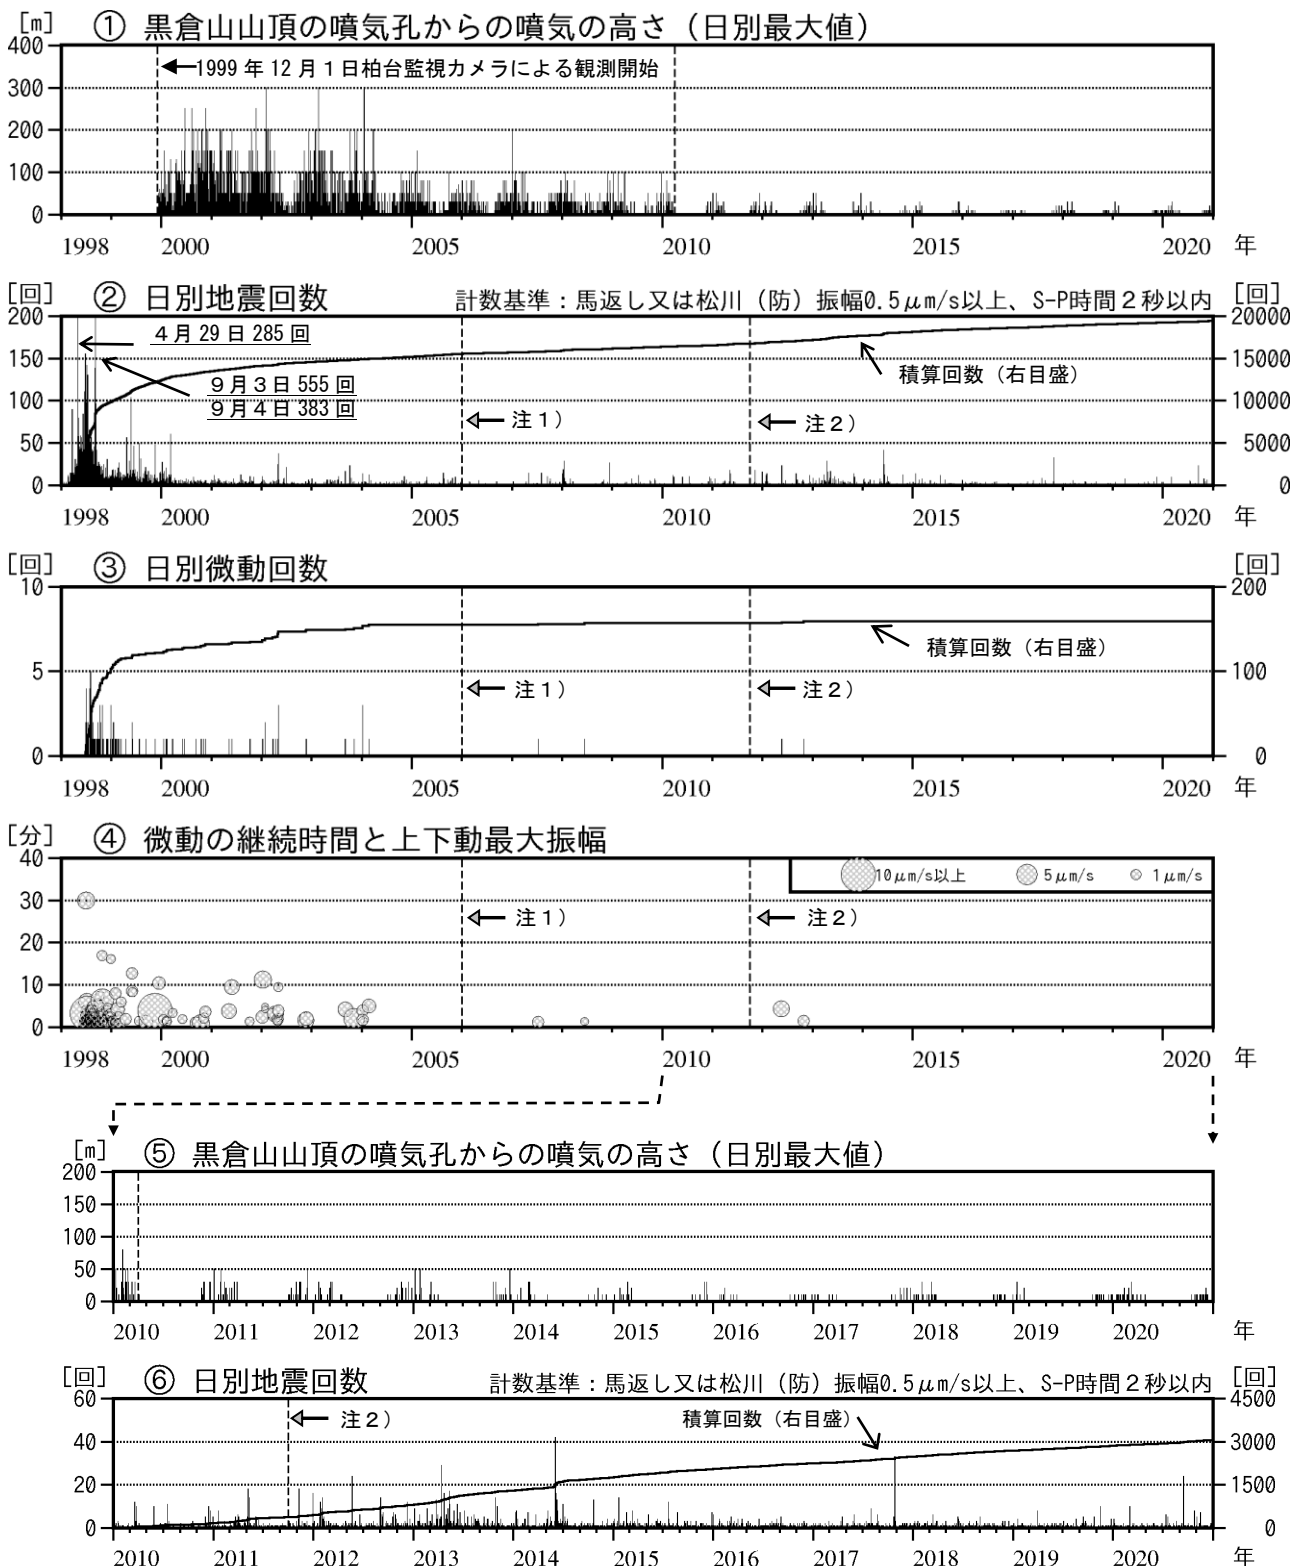 [m] ① 黒倉山山頂の噴気孔からの噴気の高さ（日別最大値）
400
300
200
100
0
1999年12月1日柏台監視カメラによる観測開始
1998 2000 2005 2010 2015 2020 年
[回] ② 日別地震回数 計数基準：馬返し又は松川（防）振幅0.5μm/s以上、S-P時間2秒以内 [回]
200 20000
150 15000
100 10000
50 5000
0 0
４月29日285回
９月３日555回
９月４日383回
積算回数（右目盛）
注１） 注２）
1998 2000 2005 2010 2015 2020 年
[回] ③ 日別微動回数 [回]
10 200
5 100
0 0
積算回数（右目盛）
注１） 注２）
1998 2000 2005 2010 2015 2020 年
[分] ④ 微動の継続時間と上下動最大振幅
40
30
20
10
0
10μm/s以上 5μm/s 1μm/s
注１） 注２）
1998 2000 2005 2010 2015 2020 年
[m] ⑤ 黒倉山山頂の噴気孔からの噴気の高さ（日別最大値）
200
150
100
50
0
2010 2011 2012 2013 2014 2015 2016 2017 2018 2019 2020 年
[回] ⑥ 日別地震回数 計数基準：馬返し又は松川（防）振幅0.5μm/s以上、S-P時間2秒以内 [回]
60 4500
40 3000
20 1500
0 0
注２） 積算回数（右目盛）
2010 2011 2012 2013 2014 2015 2016 2017 2018 2019 2020 年